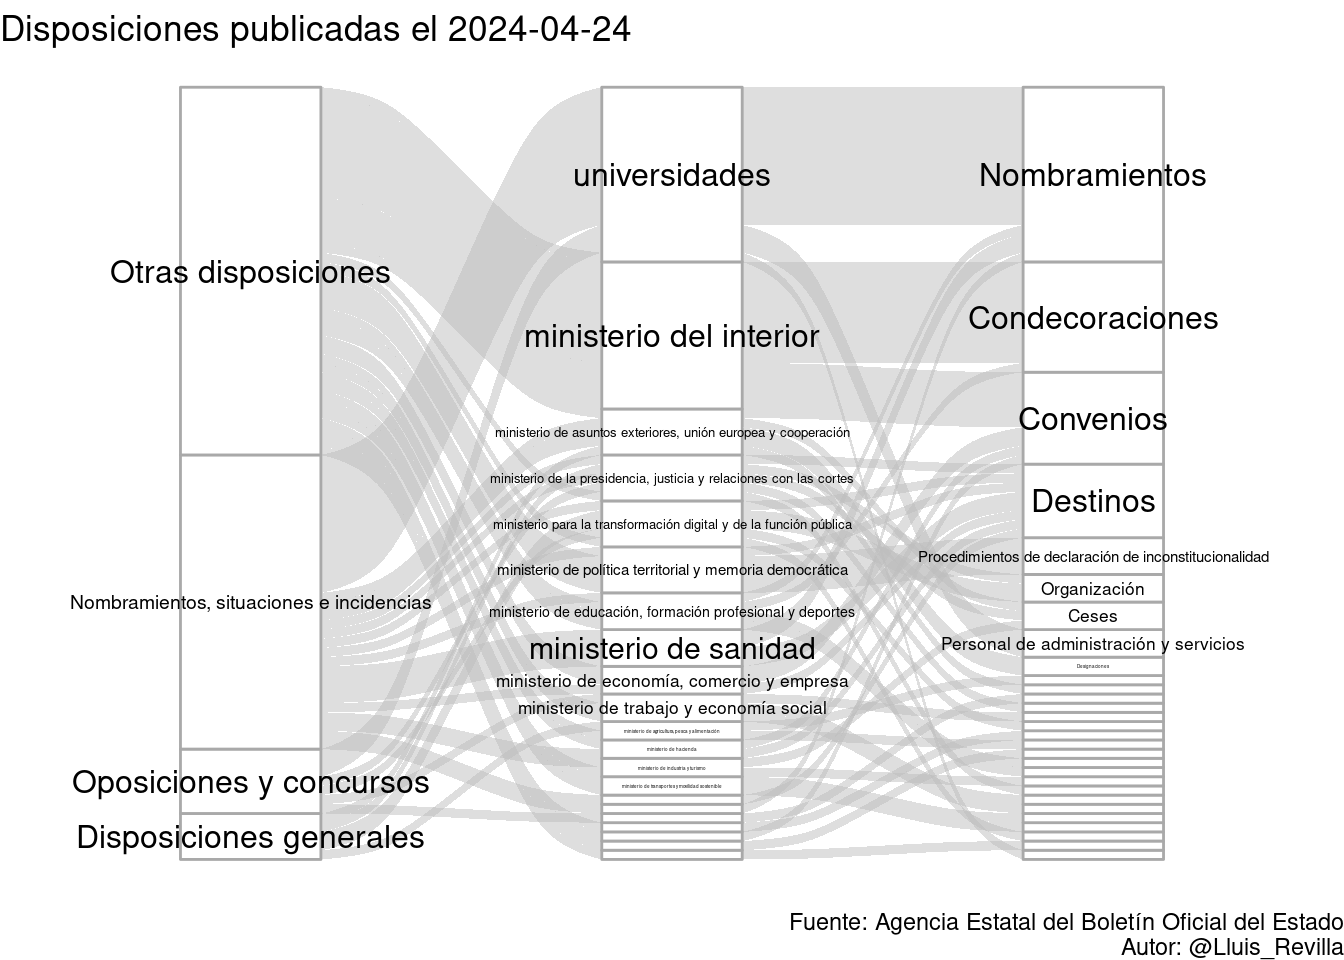 Disposiciones publicadas el 2024-04-24
Otras disposiciones
Nombramientos, situaciones e incidencias
Oposiciones y concursos
Disposiciones generales
universidades
ministerio del interior
ministerio de asuntos exteriores, unión europea y cooperación
ministerio de la presidencia, justicia y relaciones con las cortes
ministerio para la transformación digital y de la función pública
ministerio de política territorial y memoria democrática
ministerio de educación, formación profesional y deportes
ministerio de sanidad
ministerio de economía, comercio y empresa
ministerio de trabajo y economía social
ministerio de agricultura, pesca y alimentación
ministerio de hacienda
ministerio de industria y turismo
ministerio de transportes y movilidad sostenible
Nombramientos
Condecoraciones
Convenios
Destinos
Procedimientos de declaración de inconstitucionalidad
Organización
Ceses
Personal de administración y servicios
Designaciones
Fuente: Agencia Estatal del Boletín Oficial del Estado
Autor: @Lluis_Revilla